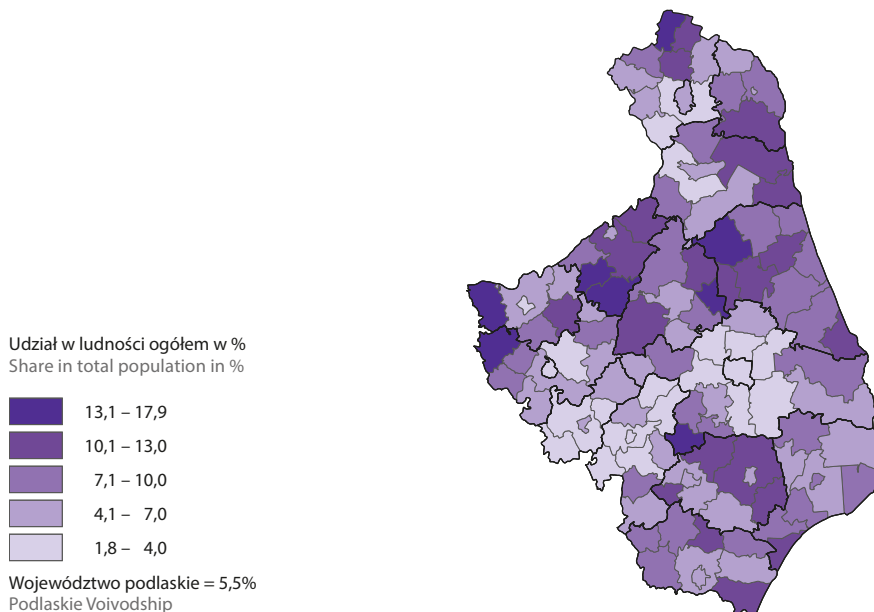 Udział w ludności ogółem w %
Share in total population in %
13,1 – 17,9
10,1 – 13,0
7,1 – 10,0
4,1 – 7,0
1,8 – 4,0
Województwo podlaskie = 5,5%
Podlaskie Voivodship